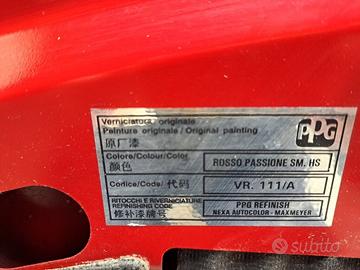 Verniciatura originale
Peinture originale/Original painting
原厂漆
PPG
Colore/Colour/Color
颜色
ROSSO PASSIONE SM. HS
Codice/Code/代码
VR. 111/A
RITOCCHI E RIVERNICIATURE
REFINISHING CODE
修补漆牌号
PPG REFINISH
NEXA AUTOCOLOR - MAXMEYER
subito